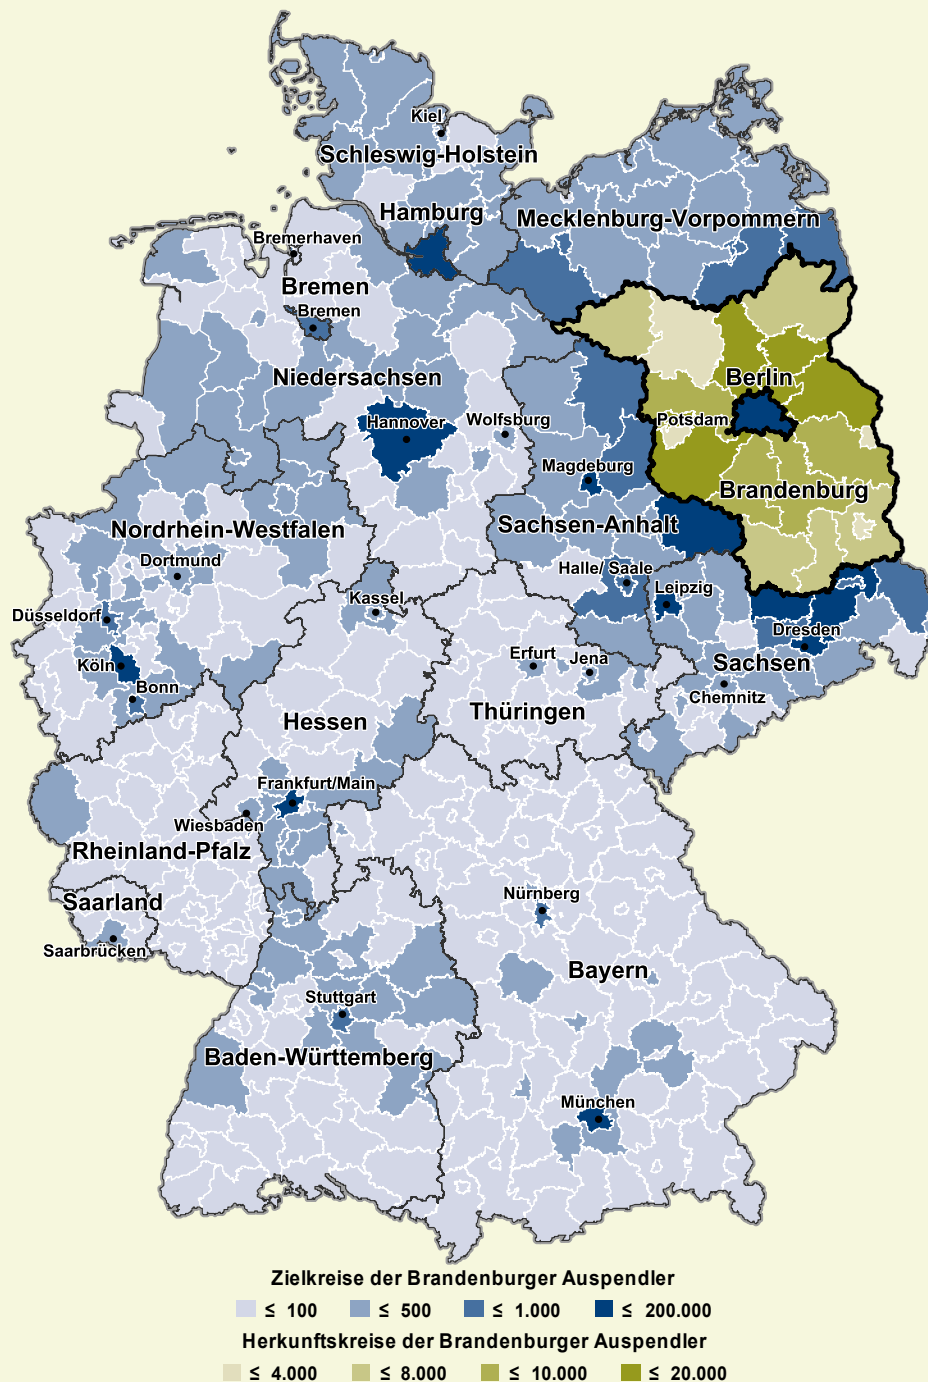 Kiel
Schleswig-Holstein
Hamburg
Mecklenburg-Vorpommern
Bremerhaven
Bremen
Bremen
Niedersachsen
Berlin
Hannover
Wolfsburg
Potsdam
Magdeburg
Brandenburg
Nordrhein-Westfalen
Sachsen-Anhalt
Dortmund
Halle/ Saale
Leipzig
Kassel
Düsseldorf
Dresden
Köln
Erfurt
Jena
Sachsen
Bonn
Chemnitz
Hessen
Thüringen
Frankfurt/Main
Wiesbaden
Rheinland-Pfalz
Nürnberg
Saarland
Saarbrücken
Bayern
Stuttgart
Baden-Württemberg
München
Zielkreise der Brandenburger Auspendler
≤ 100 ≤ 500 ≤ 1.000 ≤ 200.000
Herkunftskreise der Brandenburger Auspendler
≤ 4.000 ≤ 8.000 ≤ 10.000 ≤ 20.000